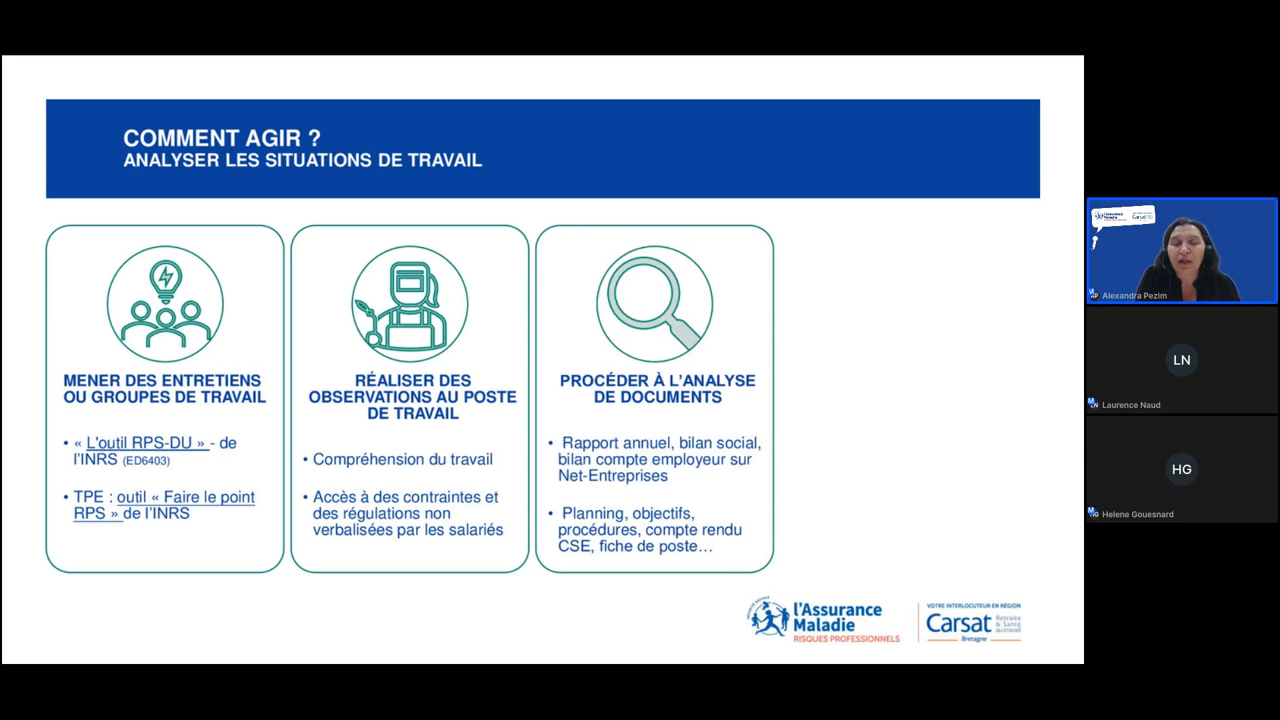 COMMENT AGIR ?
ANALYSER LES SITUATIONS DE TRAVAIL
MENER DES ENTRETIENS
OU GROUPES DE TRAVAIL
• « L'outil RPS-DU » - de
l'INRS (ED6403)
• TPE : outil « Faire le point
RPS » de l'INRS
RÉALISER DES
OBSERVATIONS AU POSTE
DE TRAVAIL
• Compréhension du travail
• Accès à des contraintes et
des régulations non
verbalisées par les salariés
PROCÉDER À L'ANALYSE
DE DOCUMENTS
• Rapport annuel, bilan social,
bilan compte employeur sur
Net-Entreprises
• Planning, objectifs,
procédures, compte rendu
CSE, fiche de poste…
l'Assurance
Maladie
RISQUES PROFESSIONNELS
VOTRE INTERLOCUTEUR EN RÉGION
Carsat
Retraite
& Santé
au travail
Bretagne
Alexandra Pezim
LN
Laurence Naud
HG
Helene Gouesnard